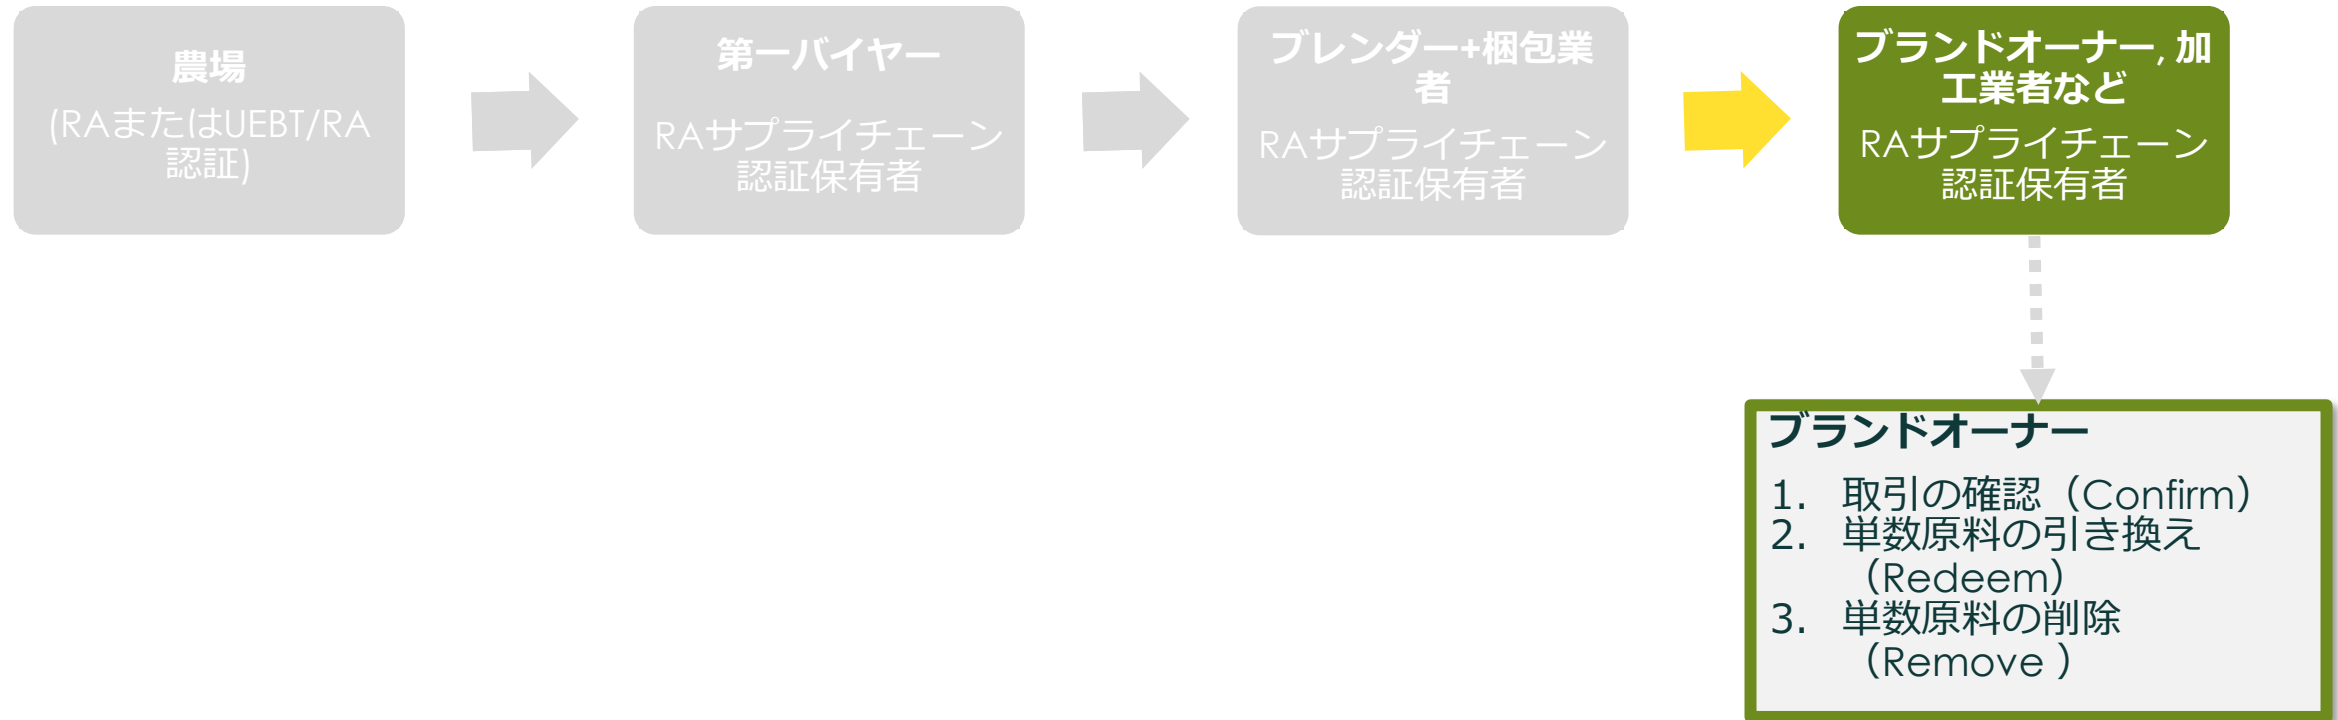 農場
(RAまたはUEBT/RA
認証)
第一バイヤー
RAサプライチェーン
認証保有者
ブレンダー+梱包業
者
RAサプライチェーン
認証保有者
ブランドオーナー, 加
工業者など
RAサプライチェーン
認証保有者
ブランドオーナー
1. 取引の確認（Confirm）
2. 単数原料の引き換え
（Redeem）
3. 単数原料の削除
（Remove ）